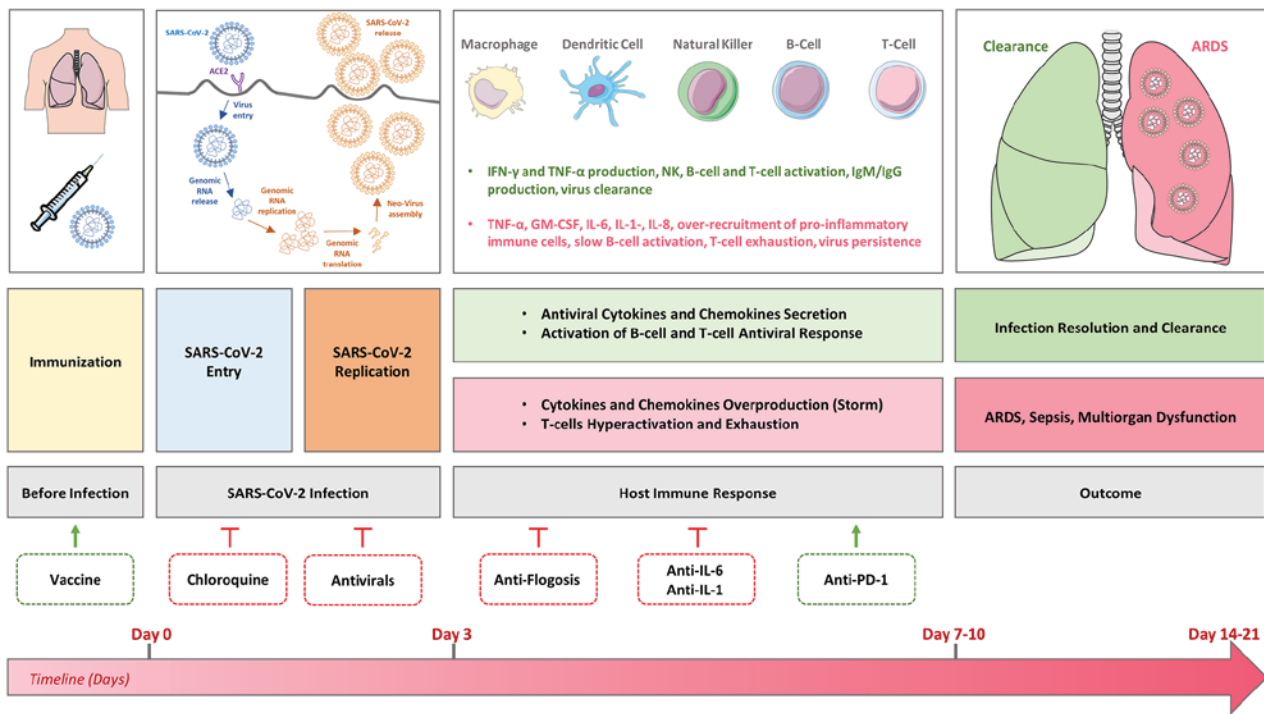 SARS-CoV-2
ACE2
Virus
entry
Genomic
RNA
release
Genomic
RNA
replication
Genomic
RNA
translation
Neo-Virus
assembly
SARS-CoV-2
release
Macrophage
Dendritic Cell
Natural Killer
B-Cell
T-Cell
• IFN-γ and TNF-α production, NK, B-cell and T-cell activation, IgM/IgG
production, virus clearance
• TNF-α, GM-CSF, IL-6, IL-1-, IL-8, over-recruitment of pro-inflammatory
immune cells, slow B-cell activation, T-cell exhaustion, virus persistence
Clearance
ARDS
Immunization
SARS-CoV-2
Entry
SARS-CoV-2
Replication
• Antiviral Cytokines and Chemokines Secretion
• Activation of B-cell and T-cell Antiviral Response
Infection Resolution and Clearance
• Cytokines and Chemokines Overproduction (Storm)
• T-cells Hyperactivation and Exhaustion
ARDS, Sepsis, Multiorgan Dysfunction
Before Infection
SARS-CoV-2 Infection
Host Immune Response
Outcome
Vaccine
Chloroquine
Antivirals
Anti-Flogosis
Anti-IL-6
Anti-IL-1
Anti-PD-1
Day 0
Day 3
Day 7-10
Day 14-21
Timeline (Days)